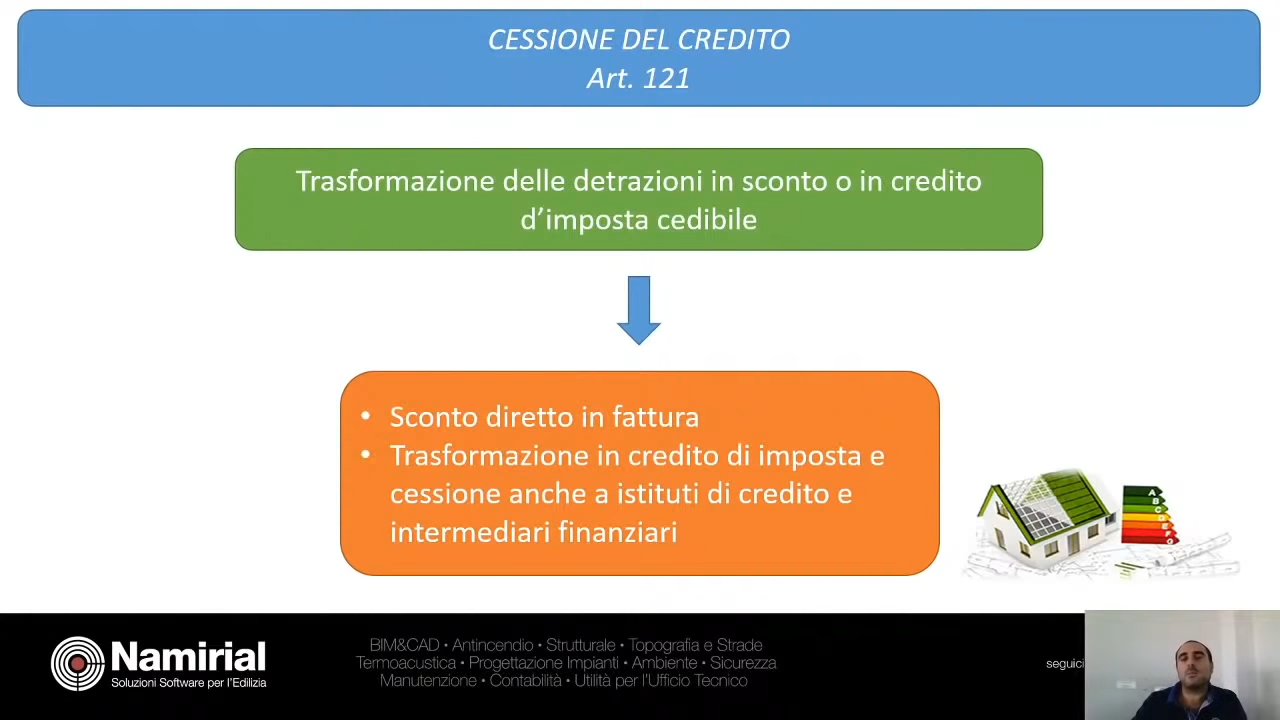 CESSIONE DEL CREDITO
Art. 121
Trasformazione delle detrazioni in sconto o in credito
d’imposta cedibile
• Sconto diretto in fattura
• Trasformazione in credito di imposta e
cessione anche a istituti di credito e
intermediari finanziari
A
B
C
D
E
F
G
Namirial
Soluzioni Software per l'Edilizia
BIM&CAD • Antincendio • Strutturale • Topografia e Strade
Termoacustica • Progettazione Impianti • Ambiente • Sicurezza
Manutenzione • Contabilità • Utilità per l'Ufficio Tecnico
seguici